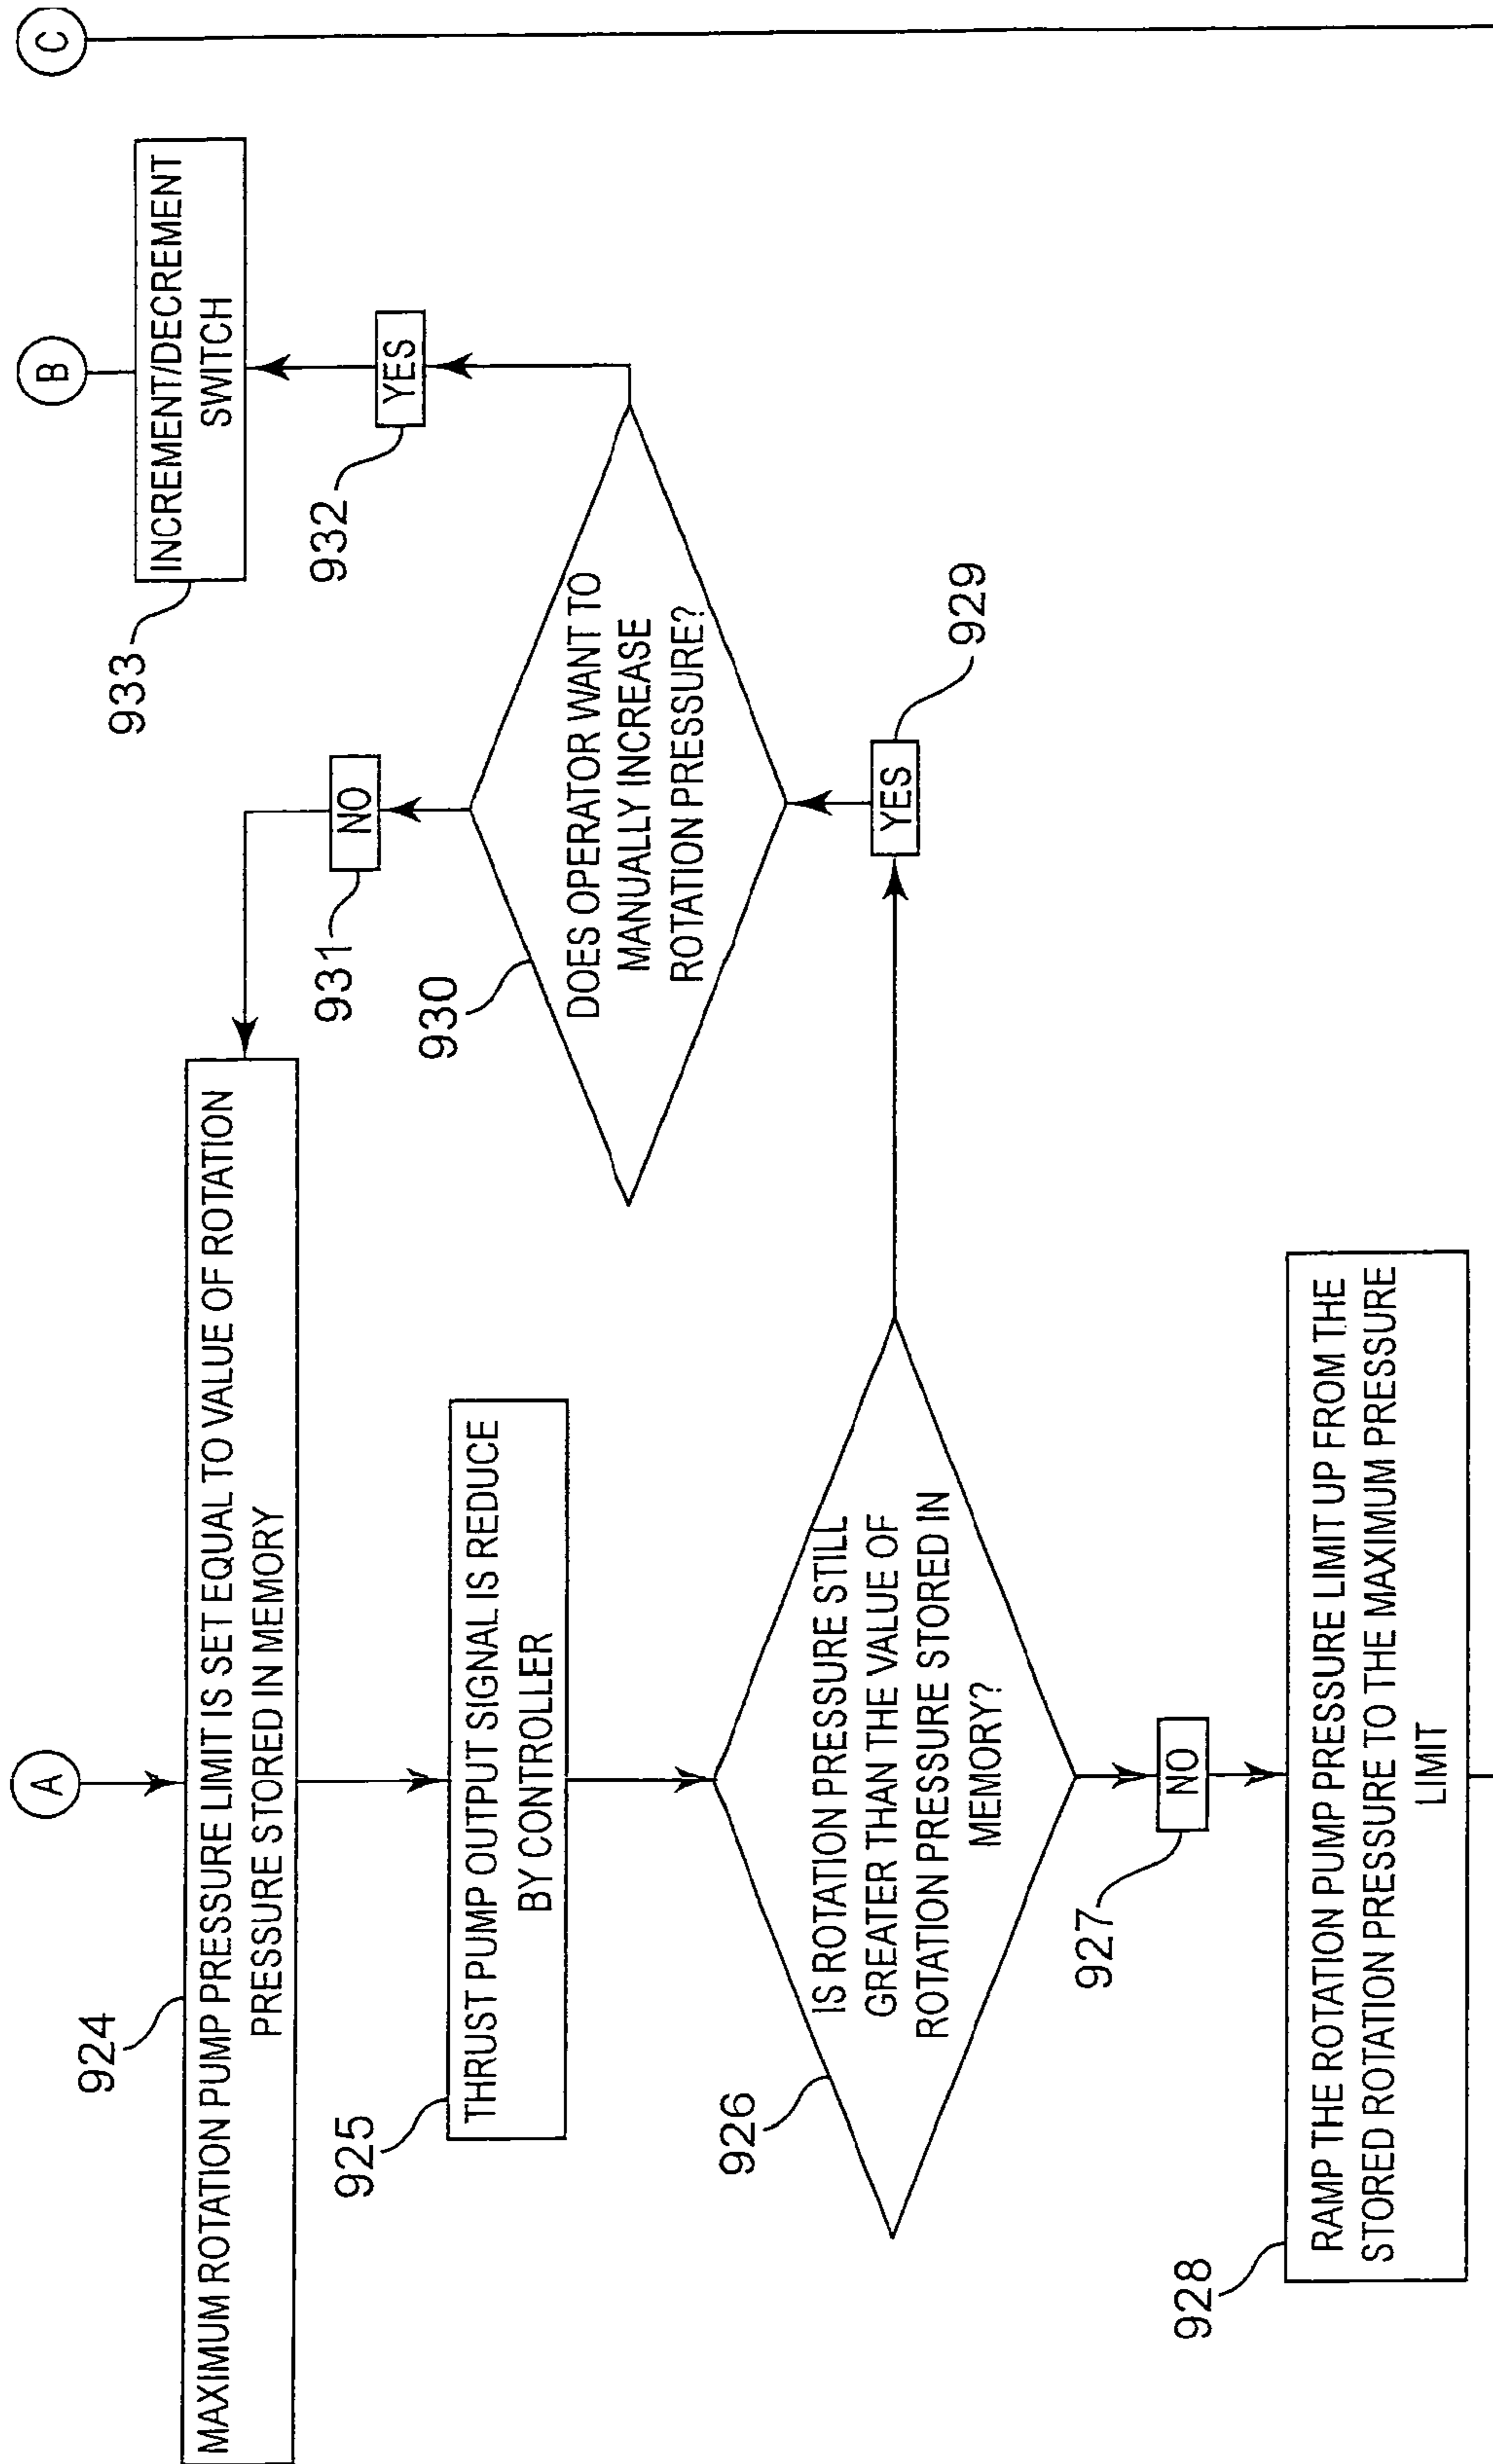 A
B
C
924
MAXIMUM ROTATION PUMP PRESSURE LIMIT IS SET EQUAL TO VALUE OF ROTATION
PRESSURE STORED IN MEMORY
925
THRUST PUMP OUTPUT SIGNAL IS REDUCE
BY CONTROLLER
926
IS ROTATION PRESSURE STILL
GREATER THAN THE VALUE OF
ROTATION PRESSURE STORED IN
MEMORY?
927
NO
928
RAMP THE ROTATION PUMP PRESSURE LIMIT UP FROM THE
STORED ROTATION PRESSURE TO THE MAXIMUM PRESSURE
LIMIT
929
YES
930
DOES OPERATOR WANT TO
MANUALLY INCREASE
ROTATION PRESSURE?
931
NO
932
YES
933
INCREMENT/DECREMENT
SWITCH